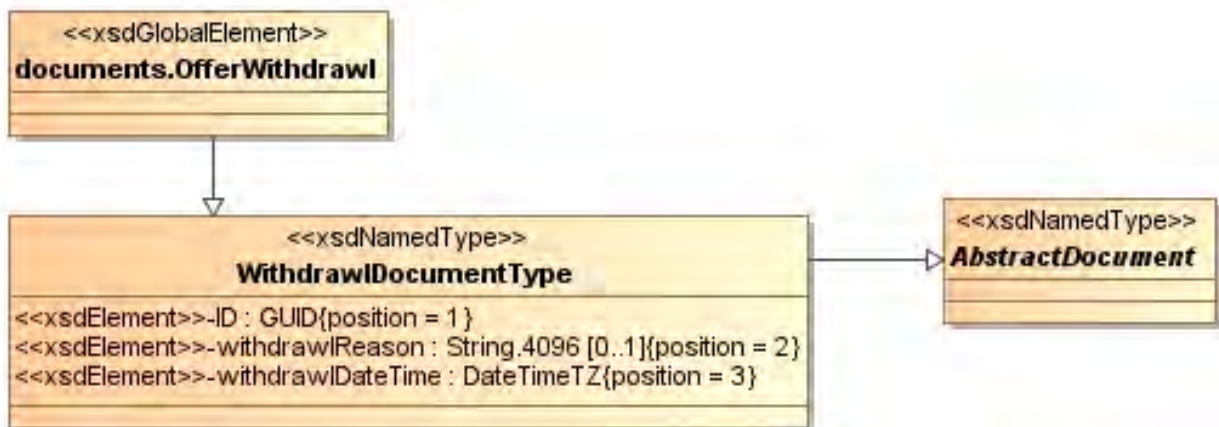 <<xsdGlobalElement>>
documents.OfferWithdrawl
<<xsdNamedType>>
WithdrawlDocumentType
<<xsdElement>>-ID : GUID{position = 1}
<<xsdElement>>-withdrawlReason : String.4096 [0..1]{position = 2}
<<xsdElement>>-withdrawlDateTime : DateTimeTZ{position = 3}
<<xsdNamedType>>
AbstractDocument